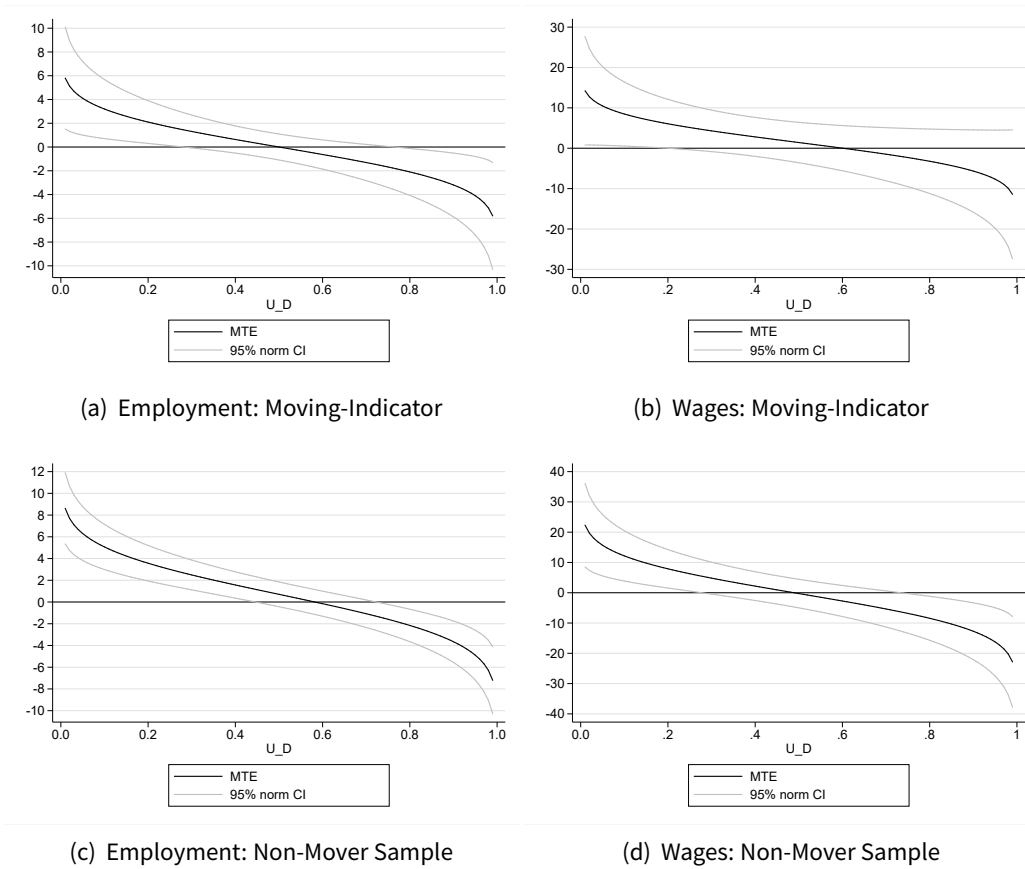 10
8
6
4
2
0
-2
-4
-6
-8
-10
0.0 0.2 0.4 0.6 0.8 1.0
U_D
MTE
95% norm CI
(a) Employment: Moving-Indicator
30
20
10
0
-10
-20
-30
0.0 .2 .4 .6 .8 1
U_D
MTE
95% norm CI
(b) Wages: Moving-Indicator
12
10
8
6
4
2
0
-2
-4
-6
-8
-10
0.0 0.2 0.4 0.6 0.8 1.0
U_D
MTE
95% norm CI
(c) Employment: Non-Mover Sample
40
30
20
10
0
-10
-20
-30
-40
0.0 .2 .4 .6 .8 1
U_D
MTE
95% norm CI
(d) Wages: Non-Mover Sample